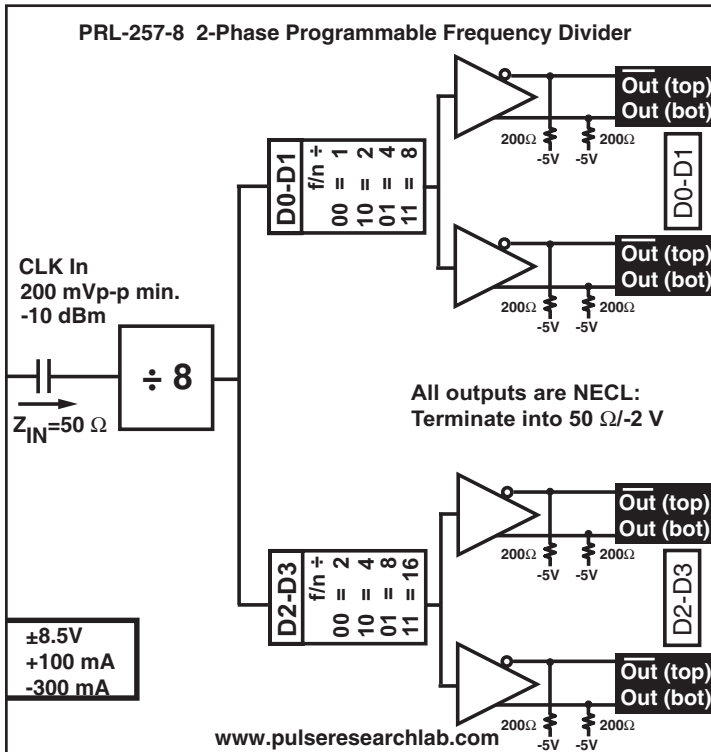 PRL-257-8 2-Phase Programmable Frequency Divider
Out (top)
Out (bot)
200Ω
-5V
200Ω
-5V
D0-D1
f/n ÷
00 = 1
10 = 2
01 = 4
11 = 8
D0-D1
Out (top)
Out (bot)
200Ω
-5V
200Ω
-5V
CLK In
200 mVp-p min.
-10 dBm
÷ 8
ZIN=50 Ω
All outputs are NECL:
Terminate into 50 Ω/-2 V
Out (top)
Out (bot)
200Ω
-5V
200Ω
-5V
D2-D3
f/n ÷
00 = 2
10 = 4
01 = 8
11 = 16
D2-D3
Out (top)
Out (bot)
200Ω
-5V
200Ω
-5V
±8.5V
+100 mA
-300 mA
www.pulseresearchlab.com